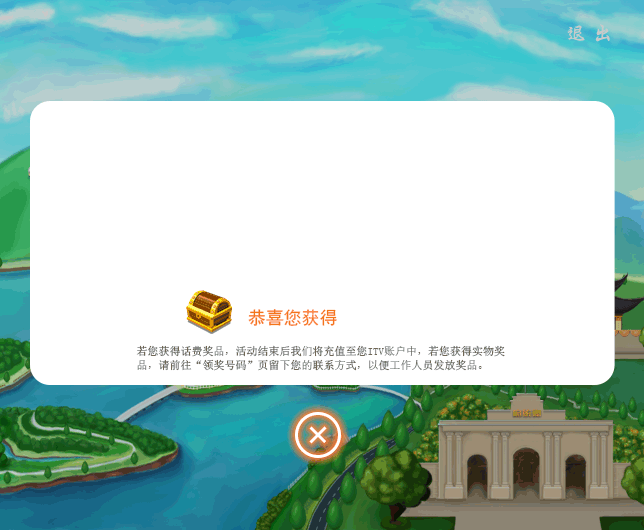 退 出
恭喜您获得
若您获得话费奖品，活动结束后我们将充值至您ITV账户中，若您获得实物奖
品，请前往“领奖号码”页留下您的联系方式，以便工作人员发放奖品。